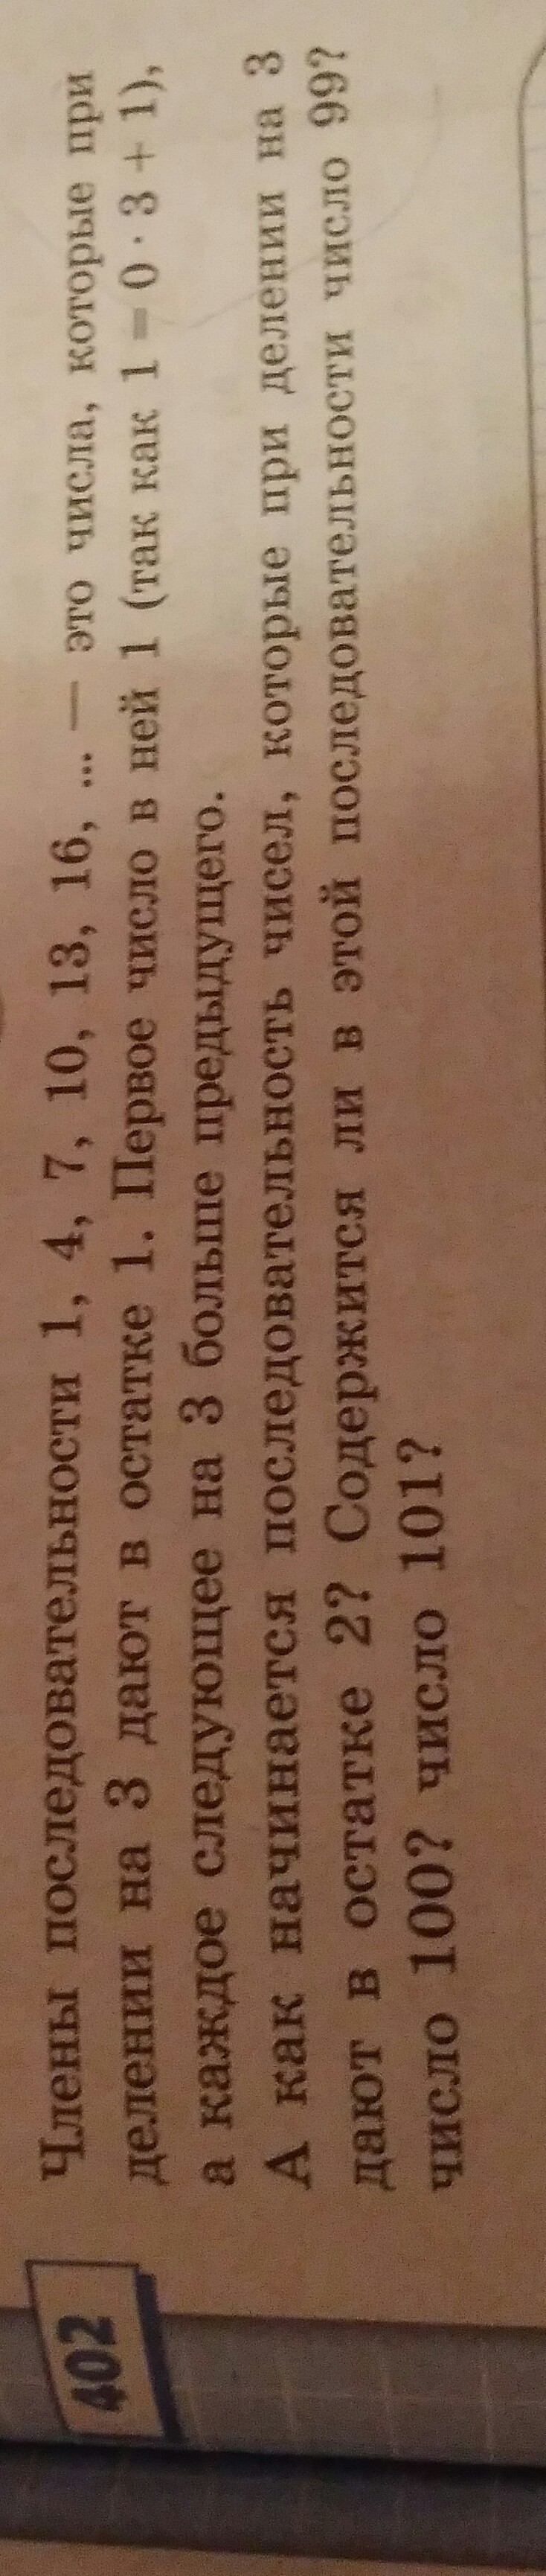 402
Члены последовательности 1, 4, 7, 10, 13, 16, ... — это числа, которые при
делении на 3 дают в остатке 1. Первое число в ней 1 (так как 1 = 0 · 3 + 1),
а каждое следующее на 3 больше предыдущего.
А как начинается последовательность чисел, которые при делении на 3
дают в остатке 2? Содержится ли в этой последовательности число 99?
число 100? число 101?